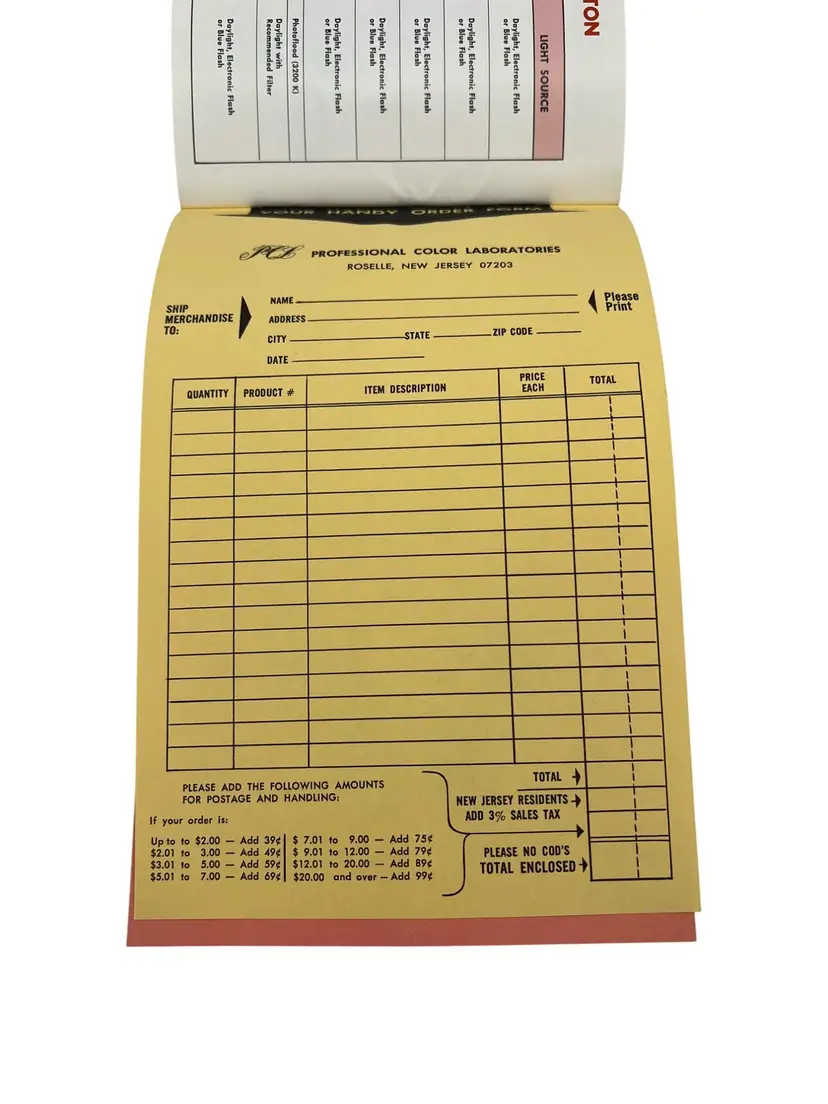 TON
LIGHT SOURCE
Daylight, Electronic Flash
or Blue Flash
Daylight, Electronic Flash
or Blue Flash
Daylight, Electronic Flash
or Blue Flash
Daylight, Electronic Flash
or Blue Flash
Daylight, Electronic Flash
or Blue Flash
Photoflood (3200 K)
Daylight with
Recommended Filter
Daylight, Electronic Flash
or Blue Flash
YOUR HANDY ORDER FORM
PCL PROFESSIONAL COLOR LABORATORIES
ROSELLE, NEW JERSEY 07203
SHIP
MERCHANDISE
TO:
NAME
ADDRESS
CITY STATE ZIP CODE
DATE
Please
Print
QUANTITY PRODUCT # ITEM DESCRIPTION PRICE EACH TOTAL
PLEASE ADD THE FOLLOWING AMOUNTS
FOR POSTAGE AND HANDLING:
If your order is:
Up to to $2.00 — Add 39¢ $ 7.01 to 9.00 — Add 75¢
$2.01 to 3.00 — Add 49¢ $ 9.01 to 12.00 — Add 79¢
$3.01 to 5.00 — Add 59¢ $12.01 to 20.00 — Add 89¢
$5.01 to 7.00 — Add 69¢ $20.00 and over — Add 99¢
TOTAL
NEW JERSEY RESIDENTS
ADD 3% SALES TAX
PLEASE NO COD'S
TOTAL ENCLOSED